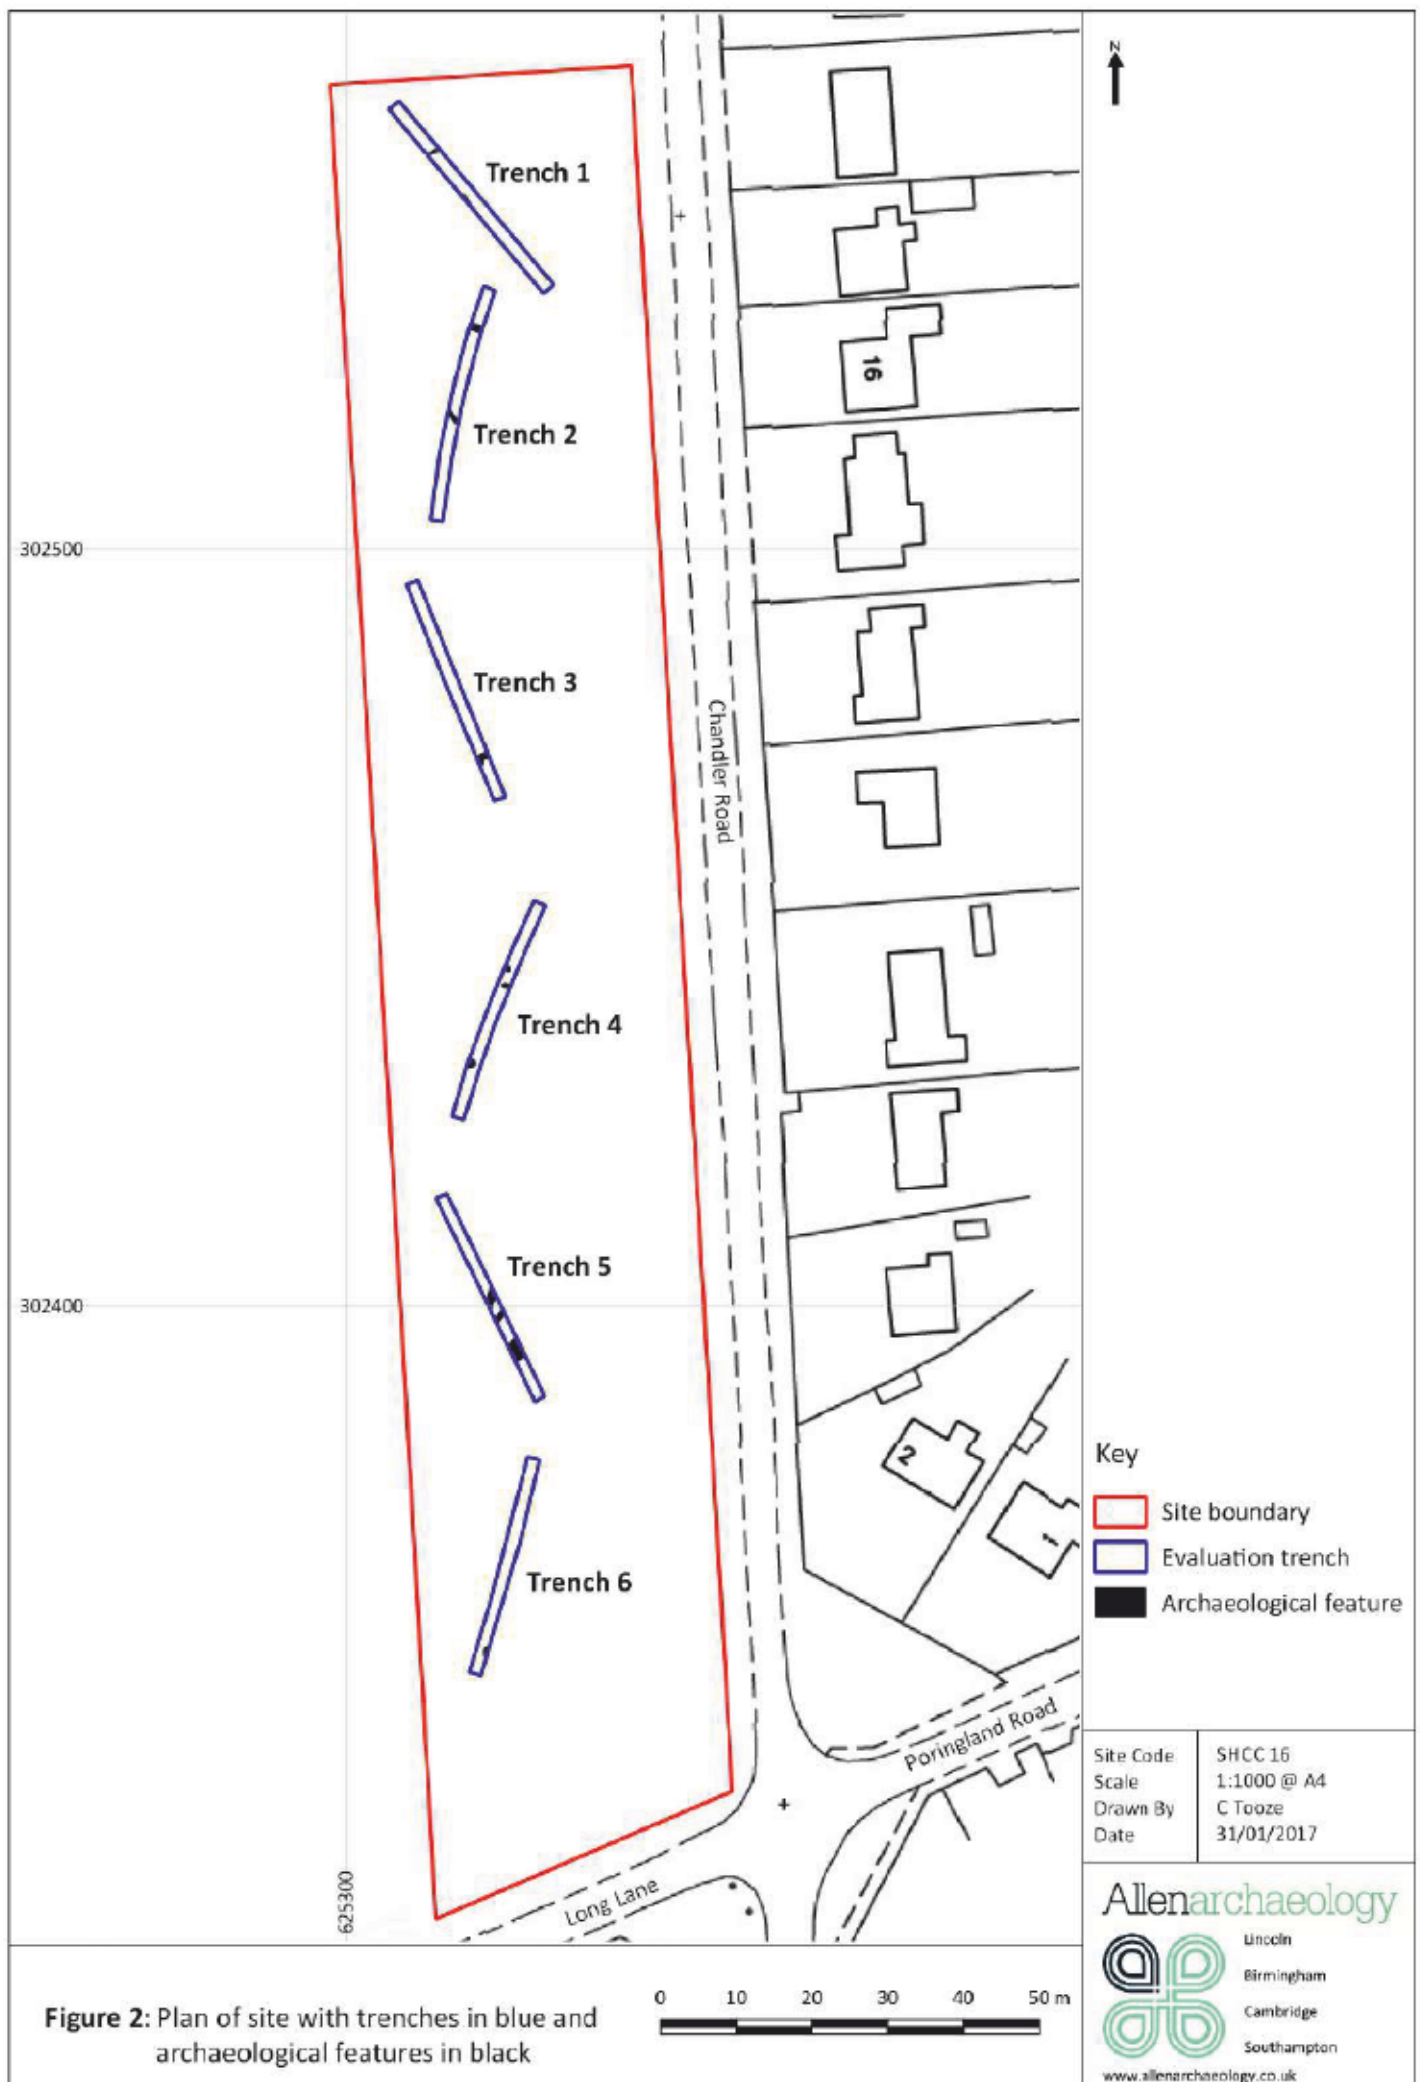 N
Trench 1
16
Trench 2
302500
Trench 3
Chandler Road
Trench 4
Trench 5
302400
2
1
Trench 6
Poringland Road
Long Lane
625300
Key
Site boundary
Evaluation trench
Archaeological feature
Site Code SHCC 16
Scale 1:1000 @ A4
Drawn By C Tooze
Date 31/01/2017
Allenarchaeology
Lincoln
Birmingham
Cambridge
Southampton
www.allenarchaeology.co.uk
Figure 2: Plan of site with trenches in blue and
archaeological features in black
0 10 20 30 40 50 m